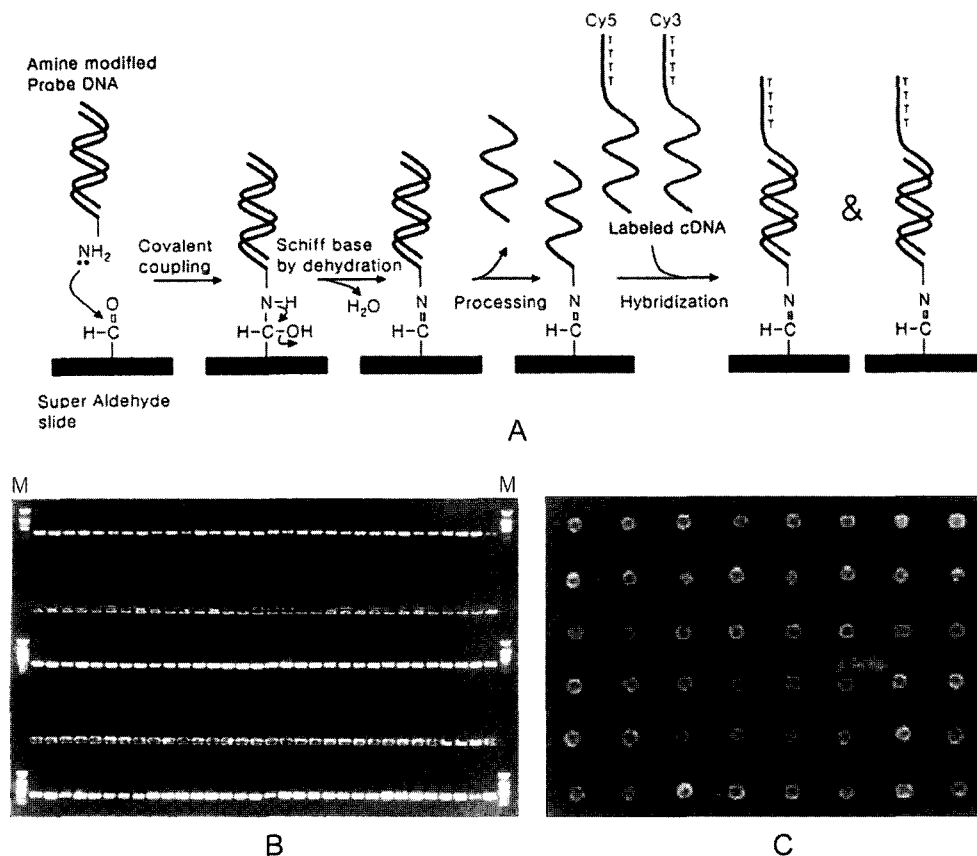 Cy5 Cy3
Amine modified
Probe DNA
T T
T T
T T
T T
T T
T T
T T
T T
&
NH2
Covalent
coupling
Schiff base
by dehydration
H2O
Processing
Labeled cDNA
Hybridization
O
H-C
N-H
H-C-OH
N
H-C
N
H-C
N
H-C
N
H-C
Super Aldehyde
slide
A
M M
B
C